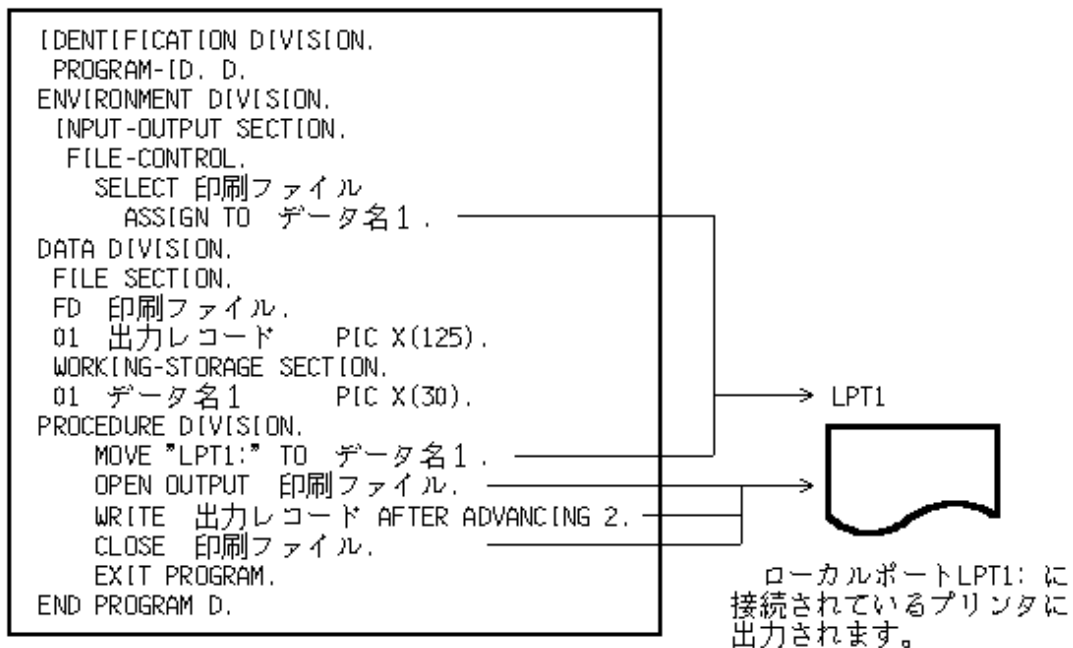 IDENTIFICATION DIVISION.
PROGRAM-ID. D.
ENVIRONMENT DIVISION.
INPUT-OUTPUT SECTION.
FILE-CONTROL.
SELECT 印刷ファイル
ASSIGN TO データ名1.
DATA DIVISION.
FILE SECTION.
FD 印刷ファイル.
01 出力レコード PIC X(125).
WORKING-STORAGE SECTION.
01 データ名1 PIC X(30).
PROCEDURE DIVISION.
MOVE "LPT1:" TO データ名1.
OPEN OUTPUT 印刷ファイル.
WRITE 出力レコード AFTER ADVANCING 2.
CLOSE 印刷ファイル.
EXIT PROGRAM.
END PROGRAM D.
LPT1
ローカルポートLPT1: に
接続されているプリンタに
出力されます。